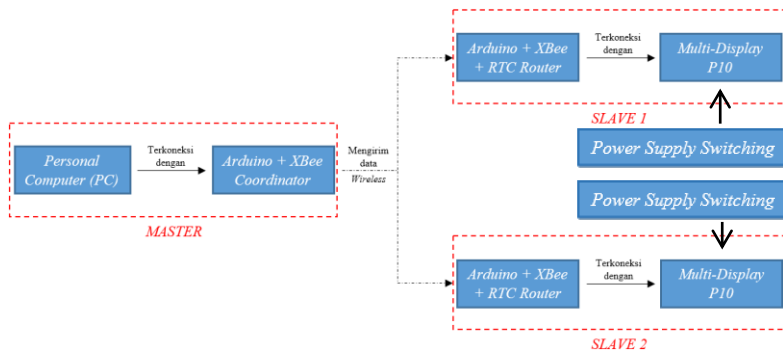 Personal
Computer (PC)
Terkoneksi
dengan
Arduino + XBee
Coordinator
MASTER
Mengirim
data
Wireless
Arduino + XBee
+ RTC Router
Terkoneksi
dengan
Multi-Display
P10
SLAVE 1
Power Supply Switching
Power Supply Switching
Arduino + XBee
+ RTC Router
Terkoneksi
dengan
Multi-Display
P10
SLAVE 2